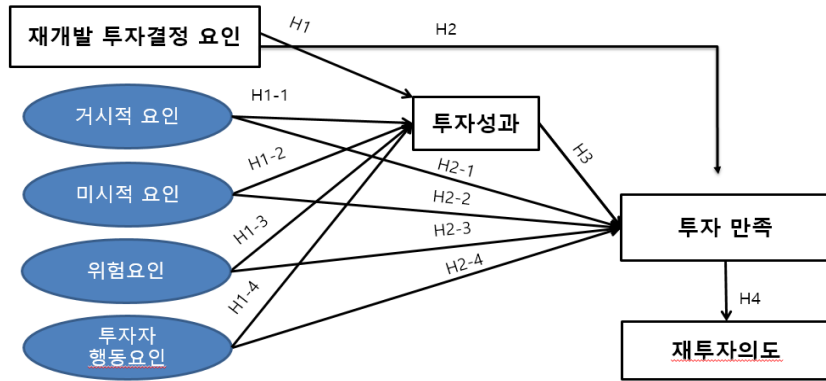 재개발 투자결정 요인
H1
H2
거시적 요인
H1-1
투자성과
H1-2
H2-1
H3
미시적 요인
H2-2
투자 만족
H1-3
H2-3
위험요인
H1-4
H2-4
H4
투자자
행동요인
재투자의도